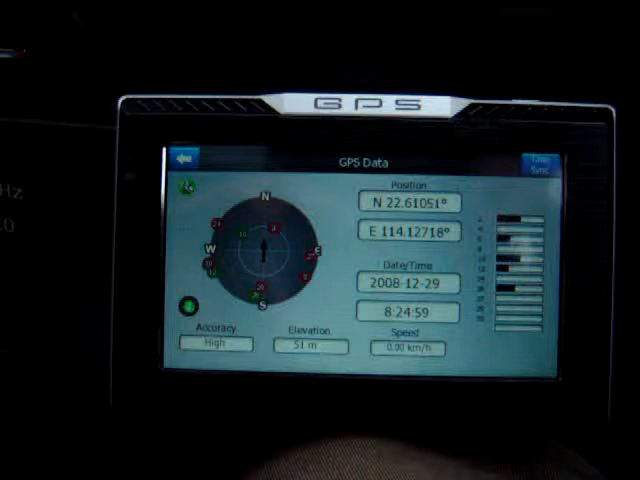 GPS
GPS Data
Time
Sync
Hz
N
W
E
S
Position
N 22.61051°
E 114.12718°
Date/Time
2008-12-29
8:24:59
Accuracy
High
Elevation
51 m
Speed
0.00 km/h